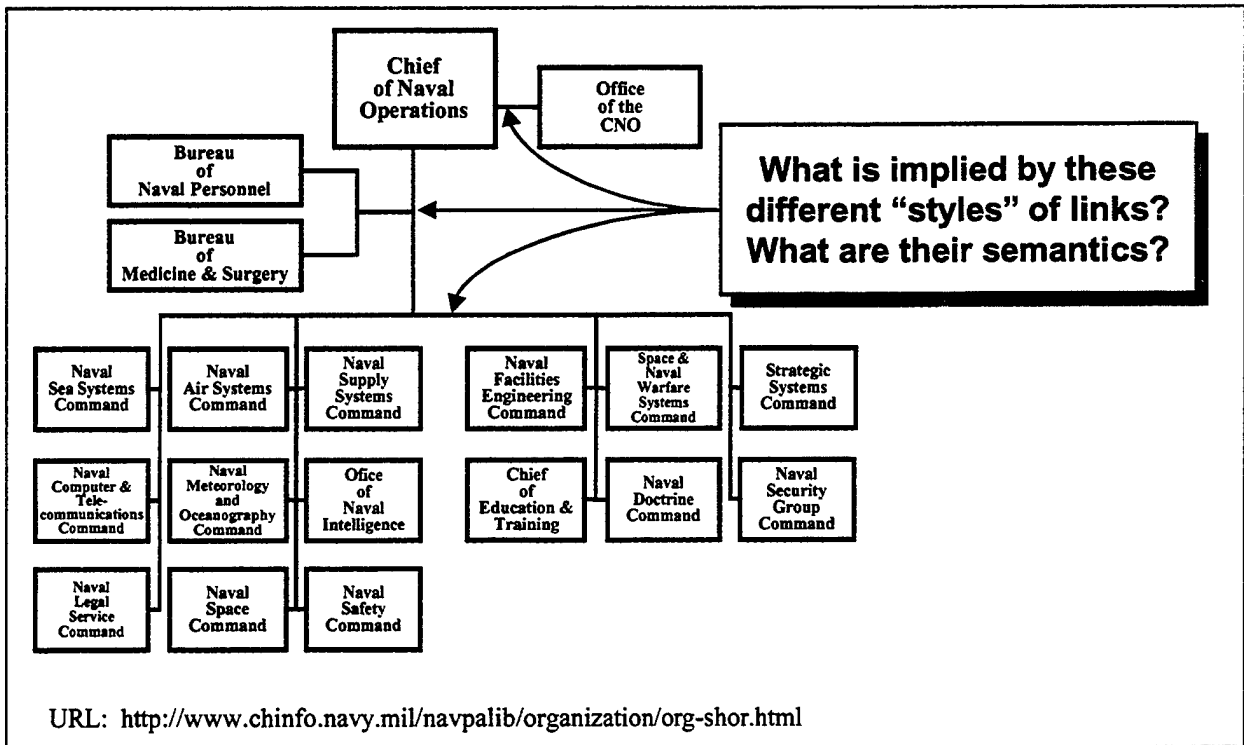 Chief
of Naval
Operations
Office
of the
CNO
Bureau
of
Naval Personnel
Bureau
of
Medicine & Surgery
What is implied by these
different “styles” of links?
What are their semantics?
Naval
Sea Systems
Command
Naval
Air Systems
Command
Naval
Supply
Systems
Command
Naval
Facilities
Engineering
Command
Space &
Naval
Warfare
Systems
Command
Strategic
Systems
Command
Naval
Computer &
Tele-
communications
Command
Naval
Meteorology
and
Oceanography
Command
Ofice
of
Naval
Intelligence
Chief
of
Education &
Training
Naval
Doctrine
Command
Naval
Security
Group
Command
Naval
Legal
Service
Command
Naval
Space
Command
Naval
Safety
Command
URL: http://www.chinfo.navy.mil/navpalib/organization/org-shor.html